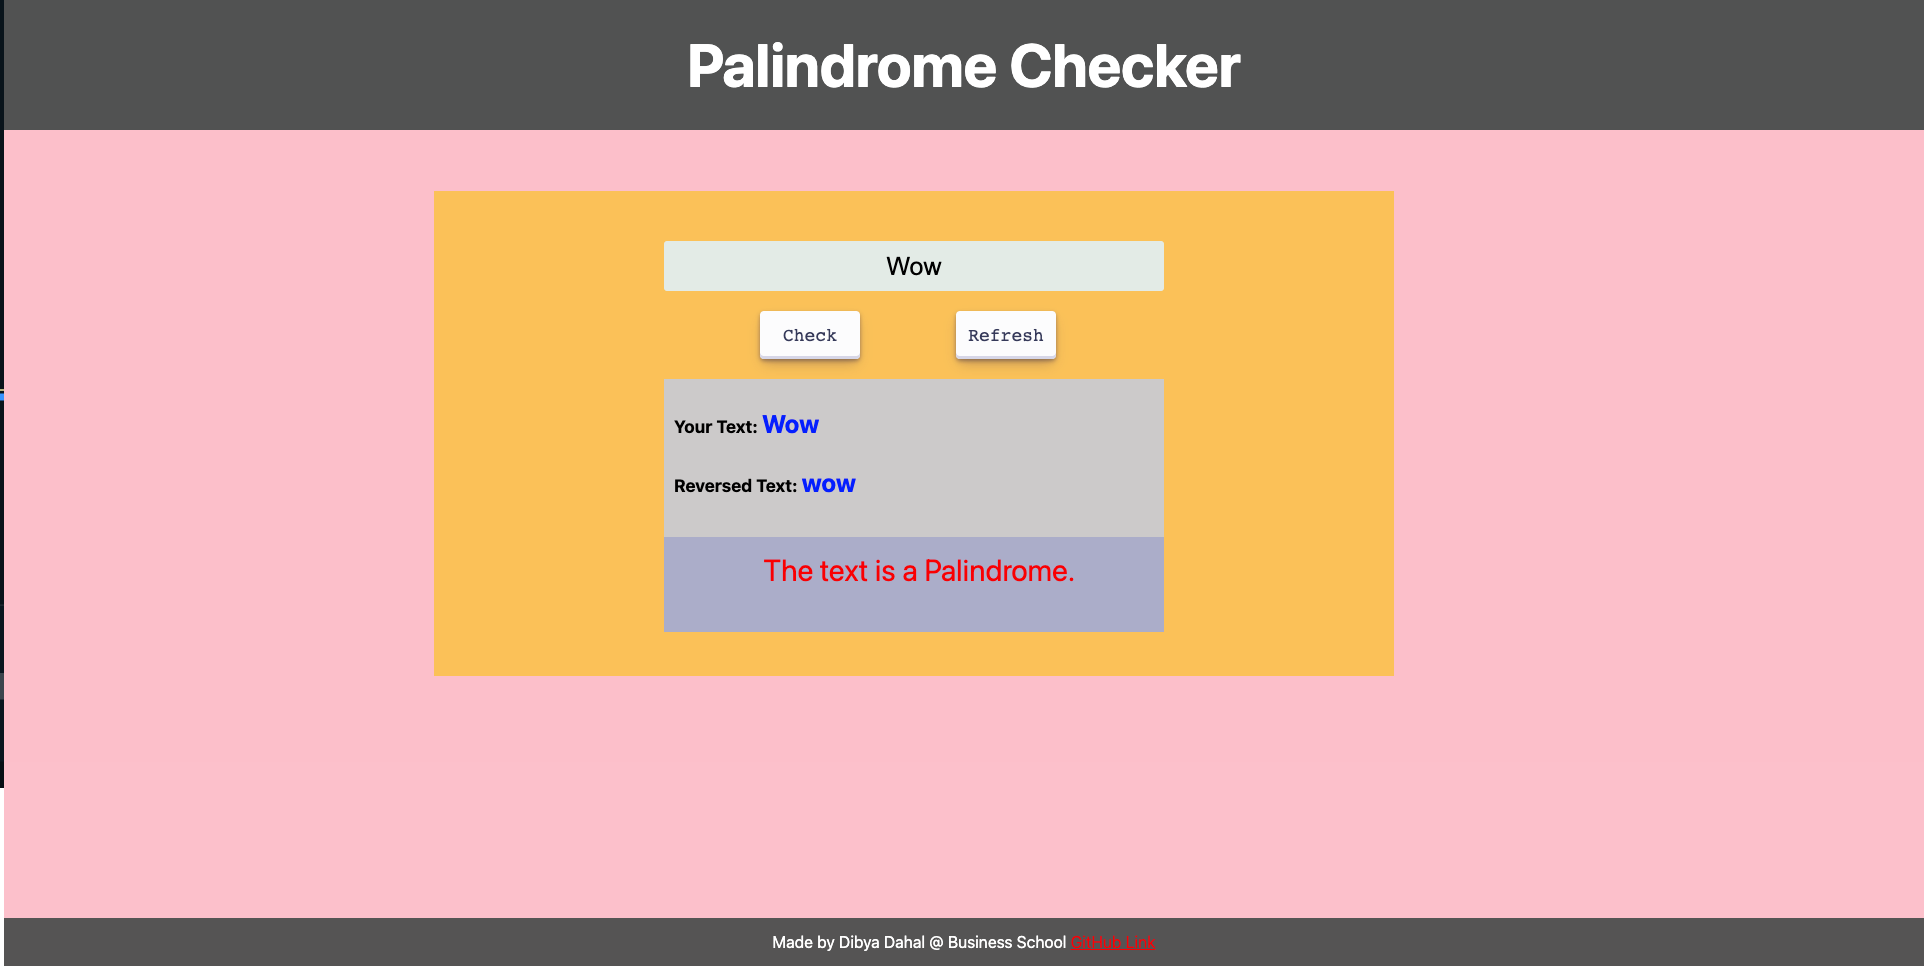 Palindrome Checker
Wow
Check Refresh
Your Text: Wow
Reversed Text: wow
The text is a Palindrome.
Made by Dibya Dahal @ Business School GitHub Link